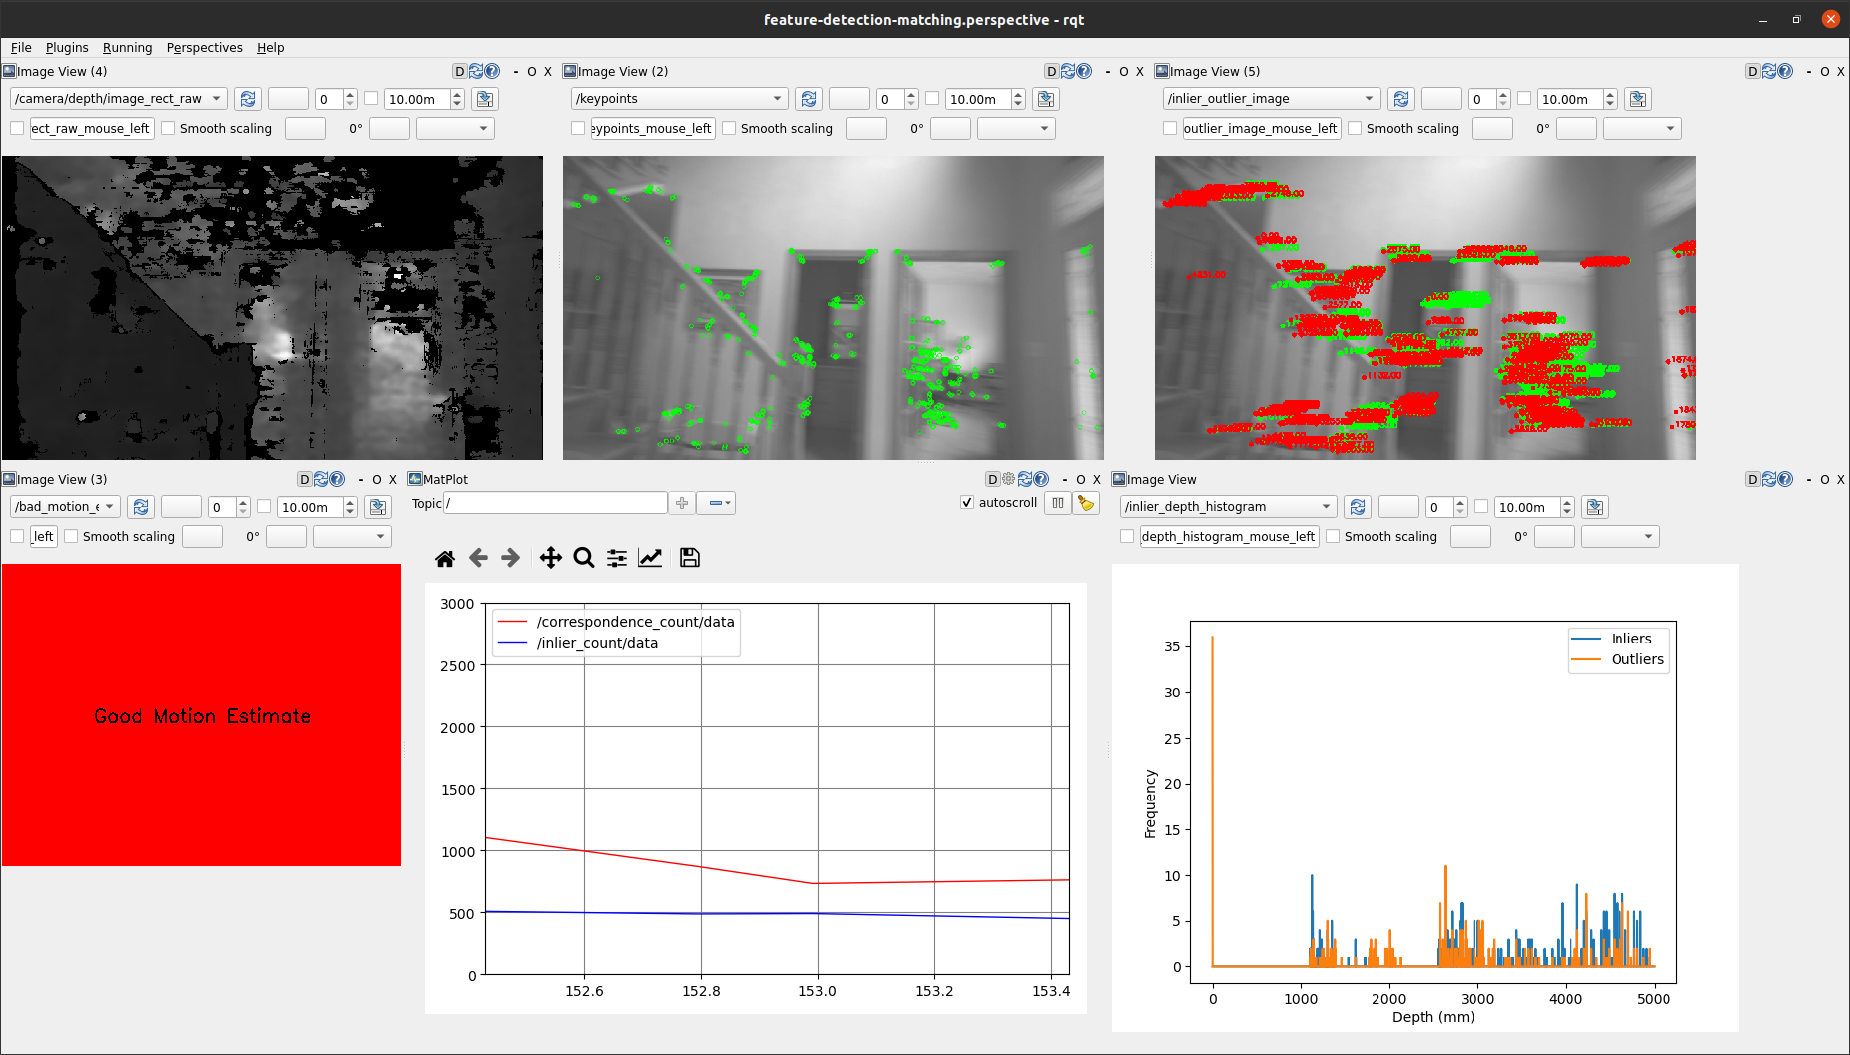 feature-detection-matching.perspective - rqt
File Plugins Running Perspectives Help
Image View (4)
D - O X
/camera/depth/image_rect_raw
0
10.00m
ect_raw_mouse_left
Smooth scaling
0°
Image View (2)
D - O X
/keypoints
0
10.00m
eypoints_mouse_left
Smooth scaling
0°
Image View (5)
D - O X
/inlier_outlier_image
0
10.00m
outlier_image_mouse_left
Smooth scaling
0°
Image View (3)
D - O X
/bad_motion_e
0
10.00m
_left
Smooth scaling
0°
Good Motion Estimate
MatPlot
D - O X
Topic /
autoscroll
3000
2500
2000
1500
1000
500
0
/correspondence_count/data
/inlier_count/data
152.6 152.8 153.0 153.2 153.4
Image View
D - O X
/inlier_depth_histogram
0
10.00m
depth_histogram_mouse_left
Smooth scaling
0°
Inliers
Outliers
Frequency
35
30
25
20
15
10
5
0
0 1000 2000 3000 4000 5000
Depth (mm)